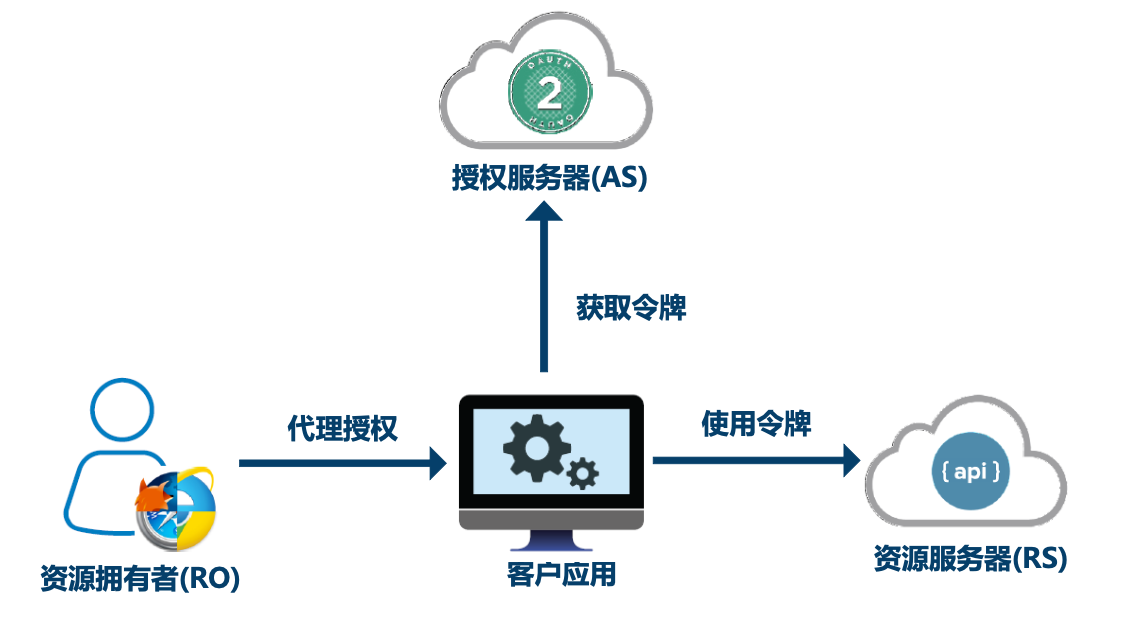 OAUTH
2
OAUTH
授权服务器(AS)
获取令牌
代理授权
使用令牌
{ api }
资源拥有者(RO)
客户应用
资源服务器(RS)